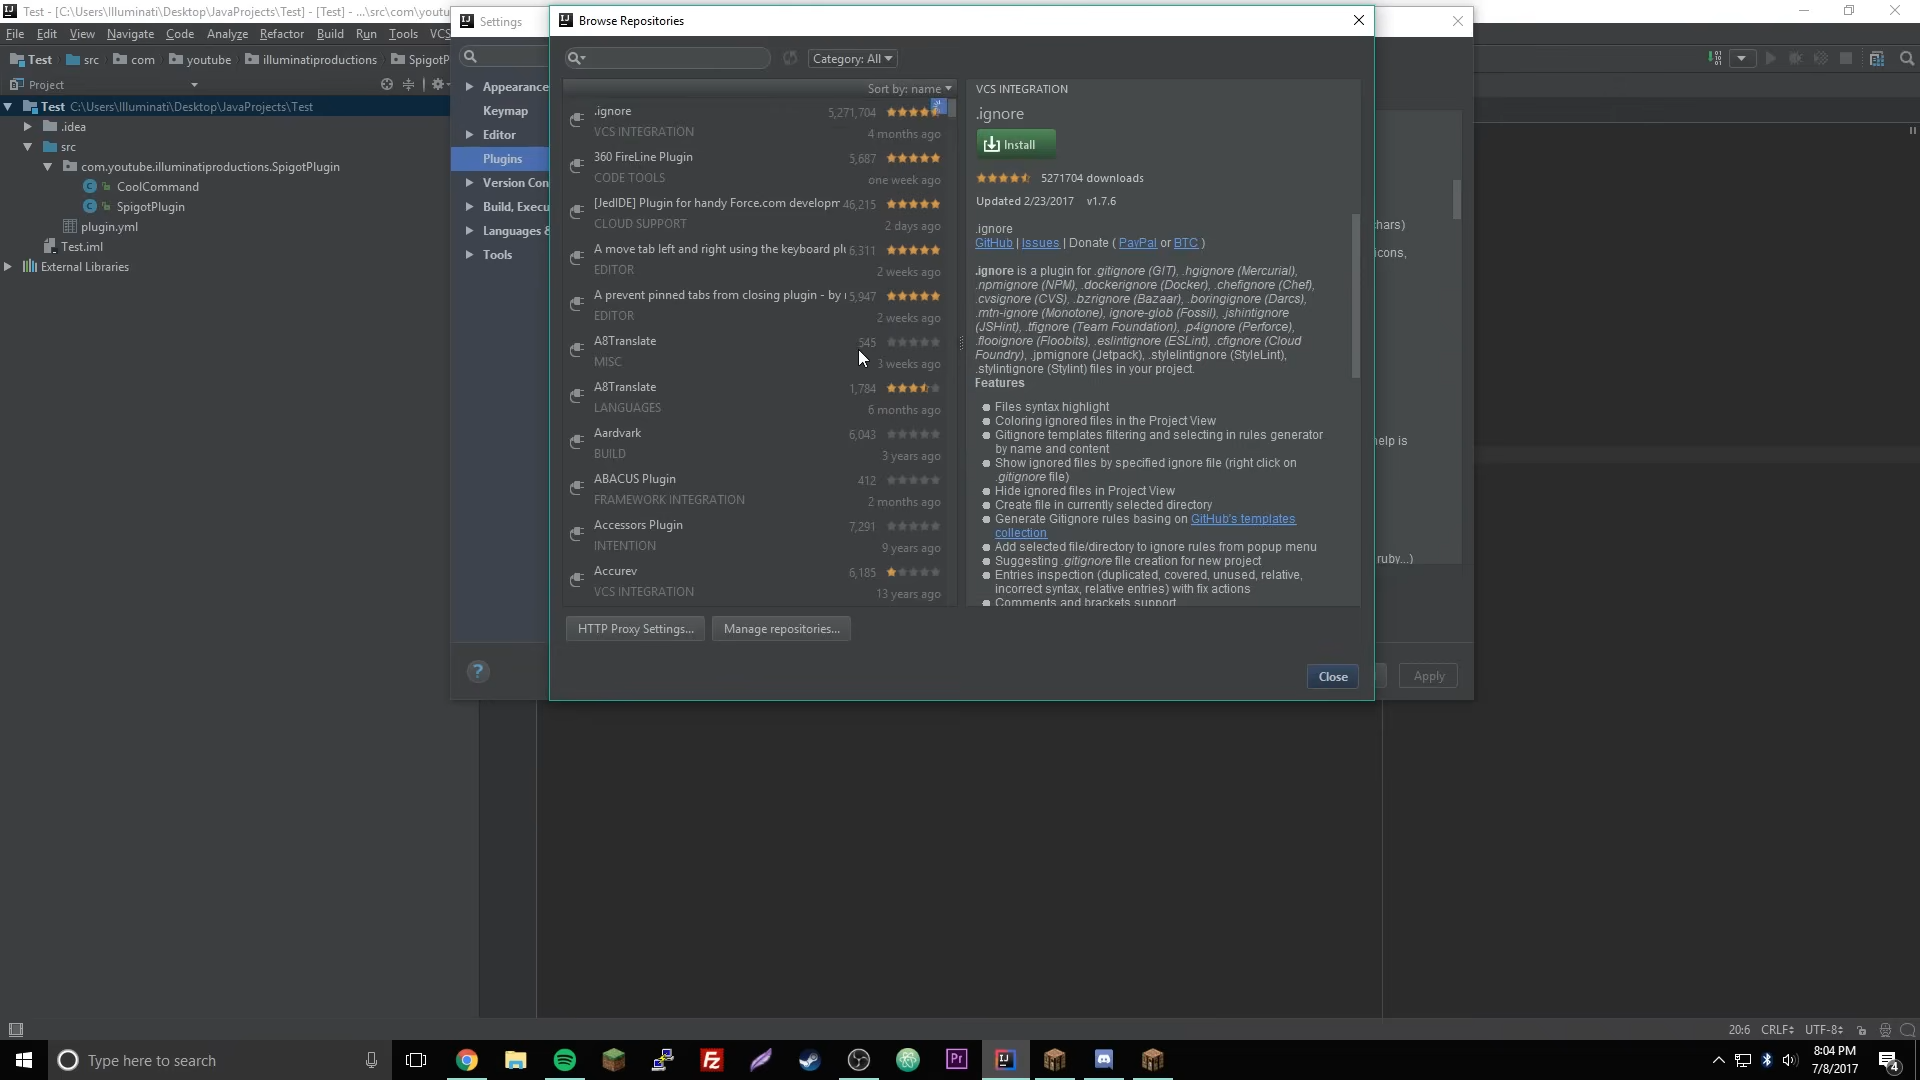 Test - [C:\Users\Illuminati\Desktop\JavaProjects\Test] - [Test] - ...\src\com\youtu
File Edit View Navigate Code Analyze Refactor Build Run Tools VCS
Test src com youtube illuminatiproductions SpigotP
Project
Test C:\Users\Illuminati\Desktop\JavaProjects\Test
.idea
src
com.youtube.illuminatiproductions.SpigotPlugin
CoolCommand
SpigotPlugin
plugin.yml
Test.iml
External Libraries
Settings
Appearance
Keymap
Editor
Plugins
Version Con
Build, Execu
Languages &
Tools
Browse Repositories
Category: All
Sort by: name
.ignore 5,271,704
VCS INTEGRATION 4 months ago
360 FireLine Plugin 5,687
CODE TOOLS one week ago
[JedIDE] Plugin for handy Force.com developm 46,215
CLOUD SUPPORT 2 days ago
A move tab left and right using the keyboard plu 6,311
EDITOR 2 weeks ago
A prevent pinned tabs from closing plugin - by 5,947
EDITOR 2 weeks ago
A8Translate 545
MISC 3 weeks ago
A8Translate 1,784
LANGUAGES 6 months ago
Aardvark 6,043
BUILD 3 years ago
ABACUS Plugin 412
FRAMEWORK INTEGRATION 2 months ago
Accessors Plugin 7,291
INTENTION 9 years ago
Accurev 6,185
VCS INTEGRATION 13 years ago
HTTP Proxy Settings... Manage repositories...
VCS INTEGRATION
.ignore
Install
5271704 downloads
Updated 2/23/2017 v1.7.6
.ignore
GitHub | Issues | Donate ( PayPal or BTC )
.ignore is a plugin for .gitignore (GIT), .hgignore (Mercurial),
.npmignore (NPM), .dockerignore (Docker), .chefignore (Chef),
.cvsignore (CVS), .bzrignore (Bazaar), .boringignore (Darcs),
.mtn-ignore (Monotone), ignore-glob (Fossil), .jshintignore
(JSHint), .tfignore (Team Foundation), .p4ignore (Perforce),
.flooignore (Floobits), .eslintignore (ESLint), .cfignore (Cloud
Foundry), .jpmignore (Jetpack), .stylelintignore (StyleLint),
.stylintignore (Stylint) files in your project.
Features
Files syntax highlight
Coloring ignored files in the Project View
Gitignore templates filtering and selecting in rules generator
by name and content
Show ignored files by specified ignore file (right click on
.gitignore file)
Hide ignored files in Project View
Create file in currently selected directory
Generate Gitignore rules basing on GitHub's templates
collection
Add selected file/directory to ignore rules from popup menu
Suggesting .gitignore file creation for new project
Entries inspection (duplicated, covered, unused, relative,
incorrect syntax, relative entries) with fix actions
Comments and brackets support
Close
Apply
chars)
icons,
help is
ruby...)
20:6 CRLF UTF-8
Type here to search
8:04 PM
7/8/2017
4